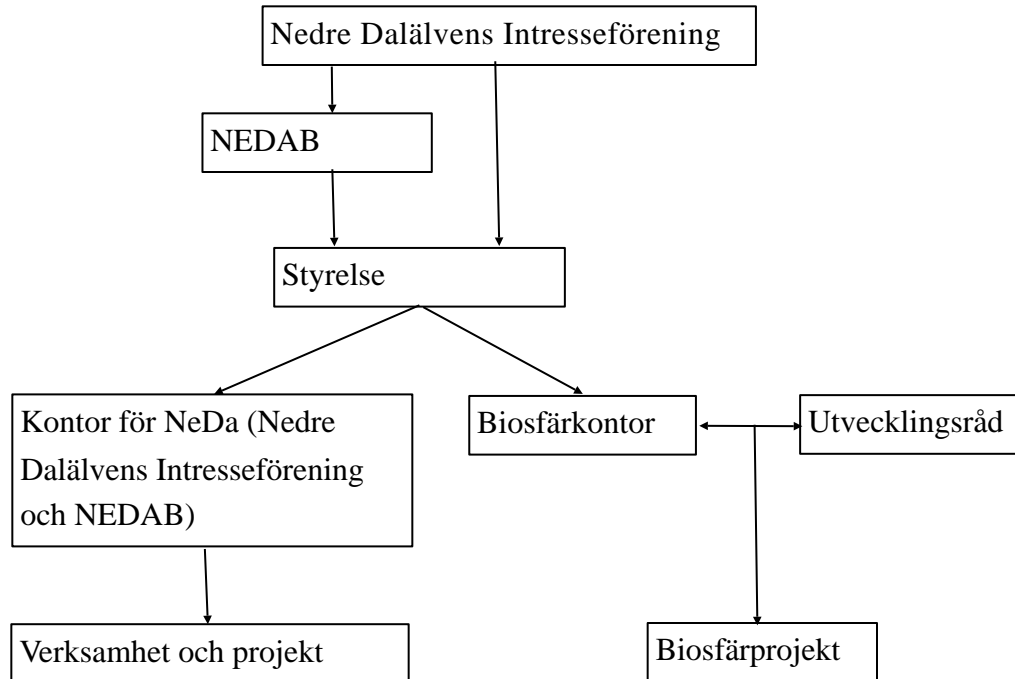 Nedre Dalälvens Intresseförening
NEDAB
Styrelse
Kontor för NeDa (Nedre
Dalälvens Intresseförening
och NEDAB)
Biosfärkontor
Utvecklingsråd
Verksamhet och projekt
Biosfärprojekt